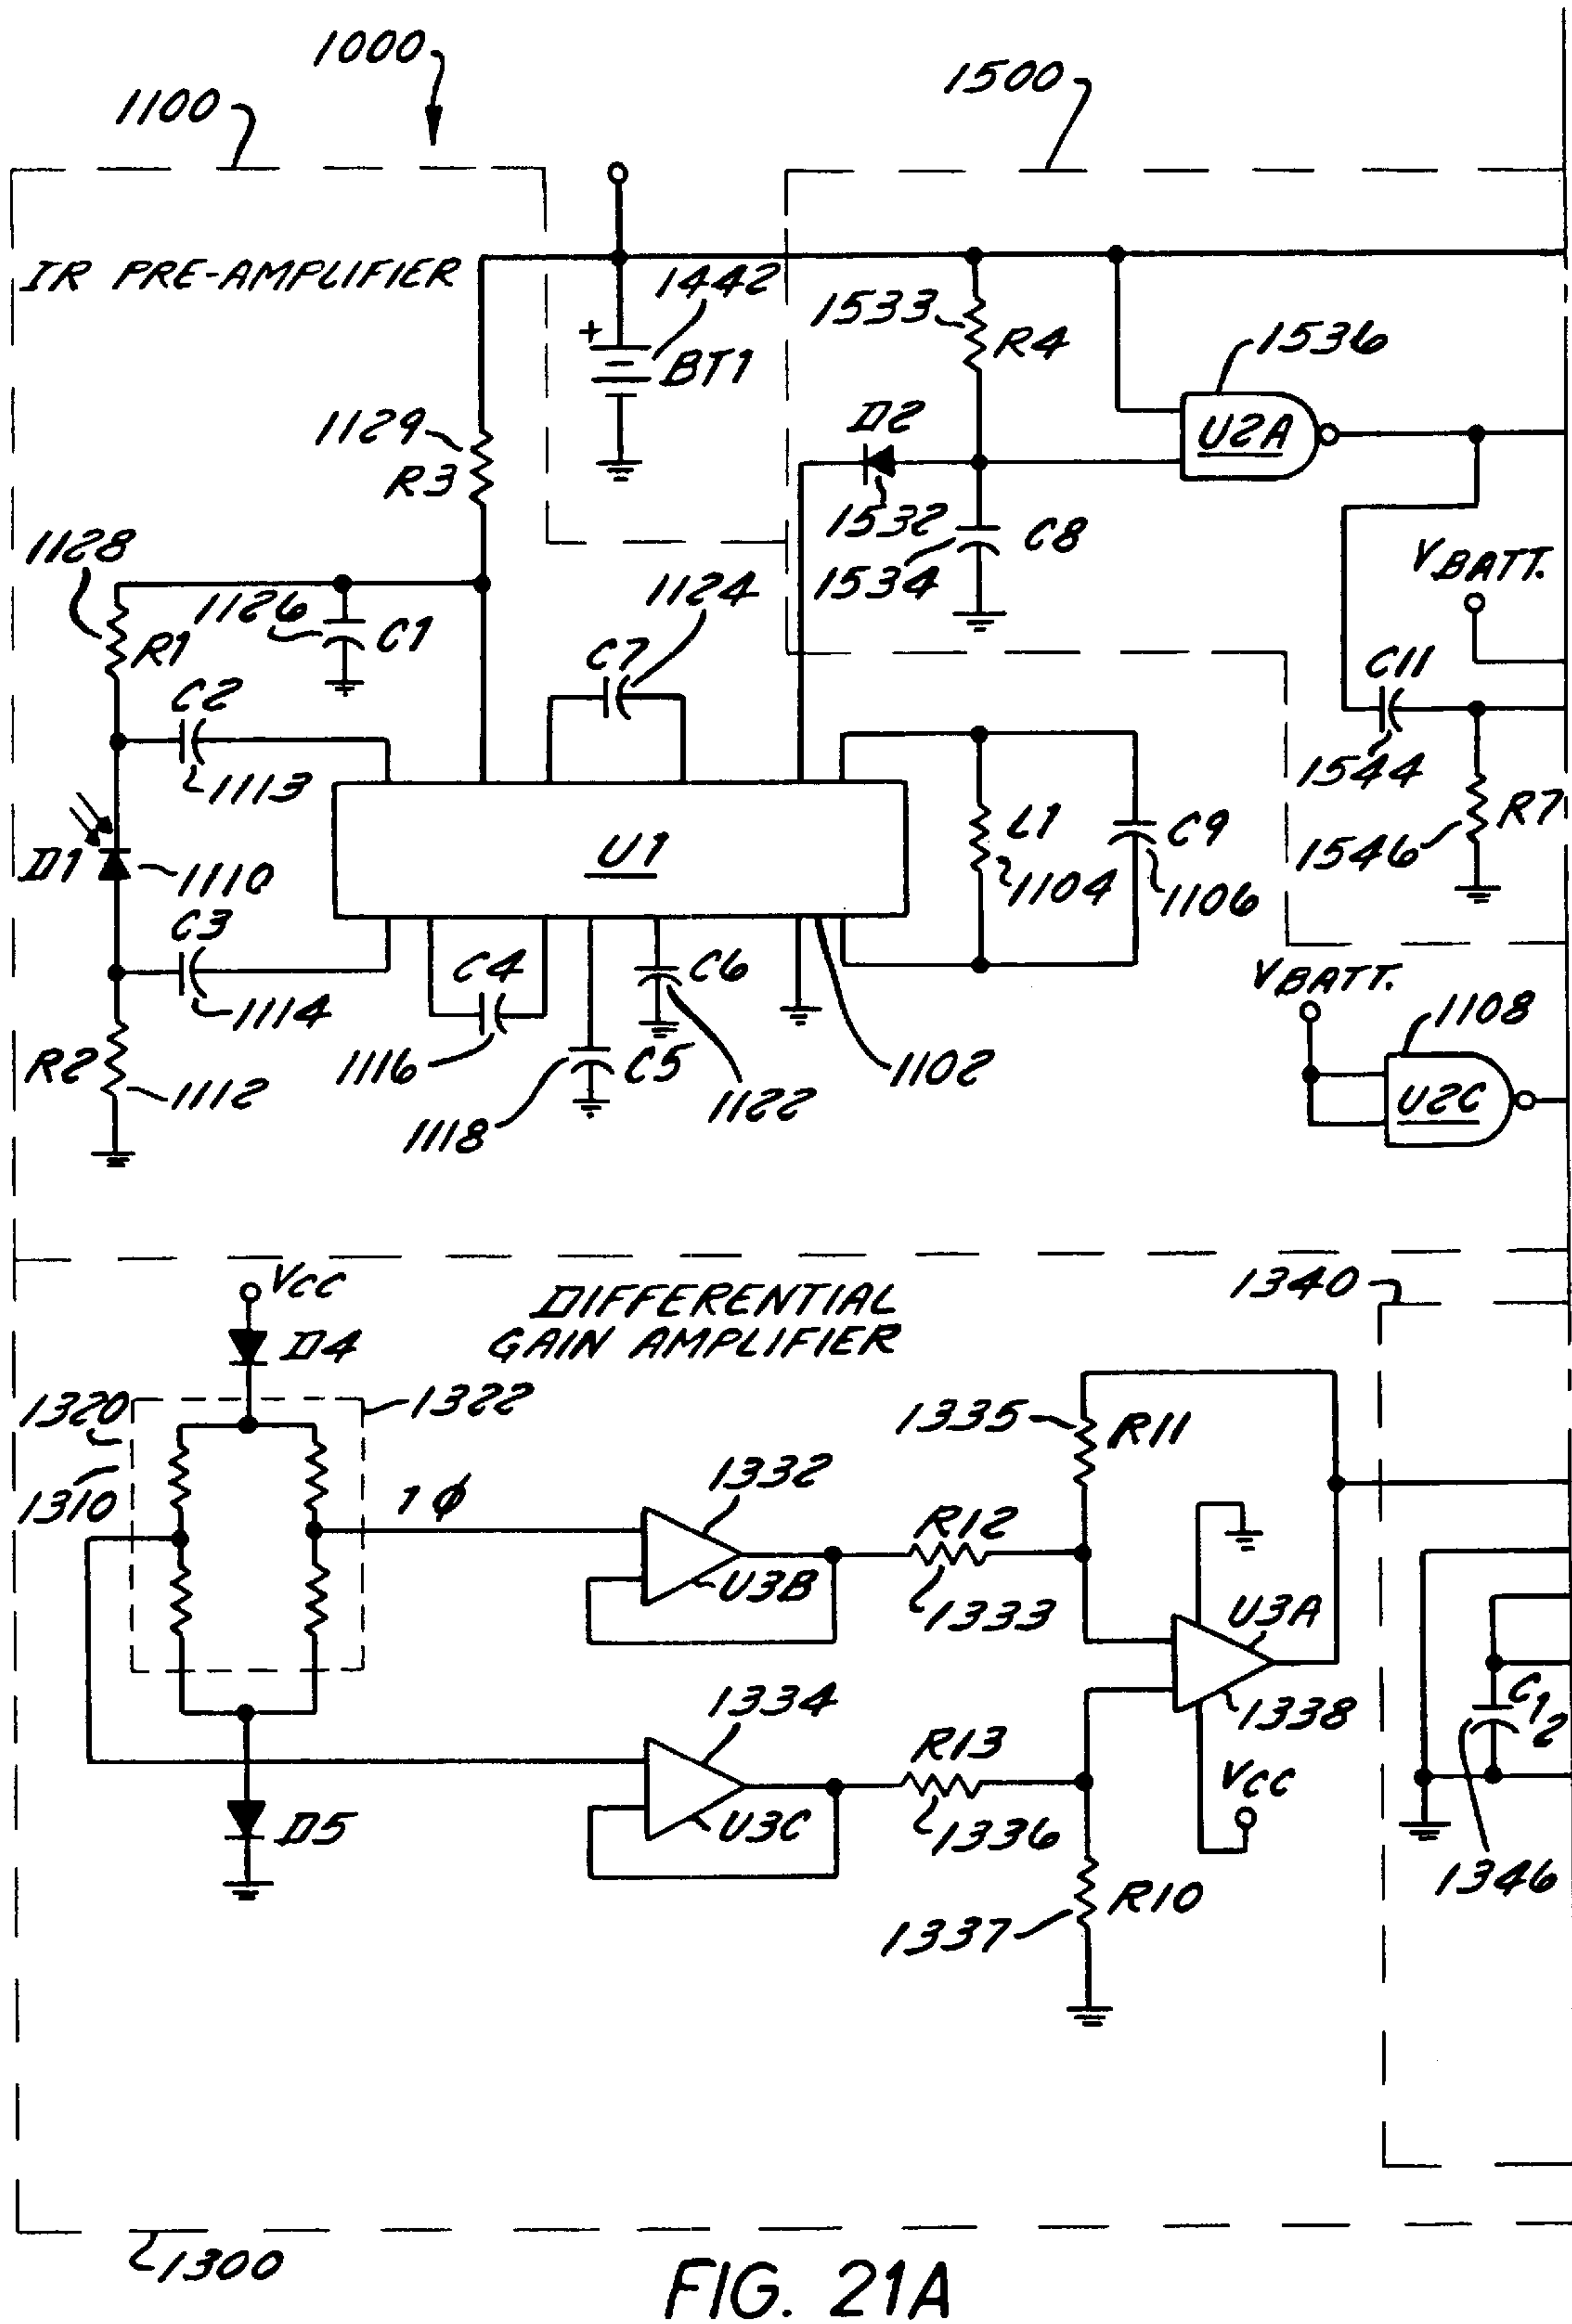 1000
1100
1500
IR PRE-AMPLIFIER
1442
+
BT1
1533
R4
1536
U2A
1129
R3
D2
1532
1534
C8
VBATT.
1128
R1
1126
C1
1124
C7
C2
1113
C11
1544
R7
1546
D1
1110
U1
L1
1104
C9
1106
C3
1114
C4
1116
C6
C5
1118
1122
1102
R2
1112
VBATT.
1108
U2C
VCC
D4
DIFFERENTIAL
GAIN AMPLIFIER
1340
1320
1322
1310
1 ϕ
1335
R11
1332
U3B
R12
1333
U3A
1338
1334
U3C
R13
1336
VCC
C12
1346
D5
R10
1337
1300
FIG. 21A